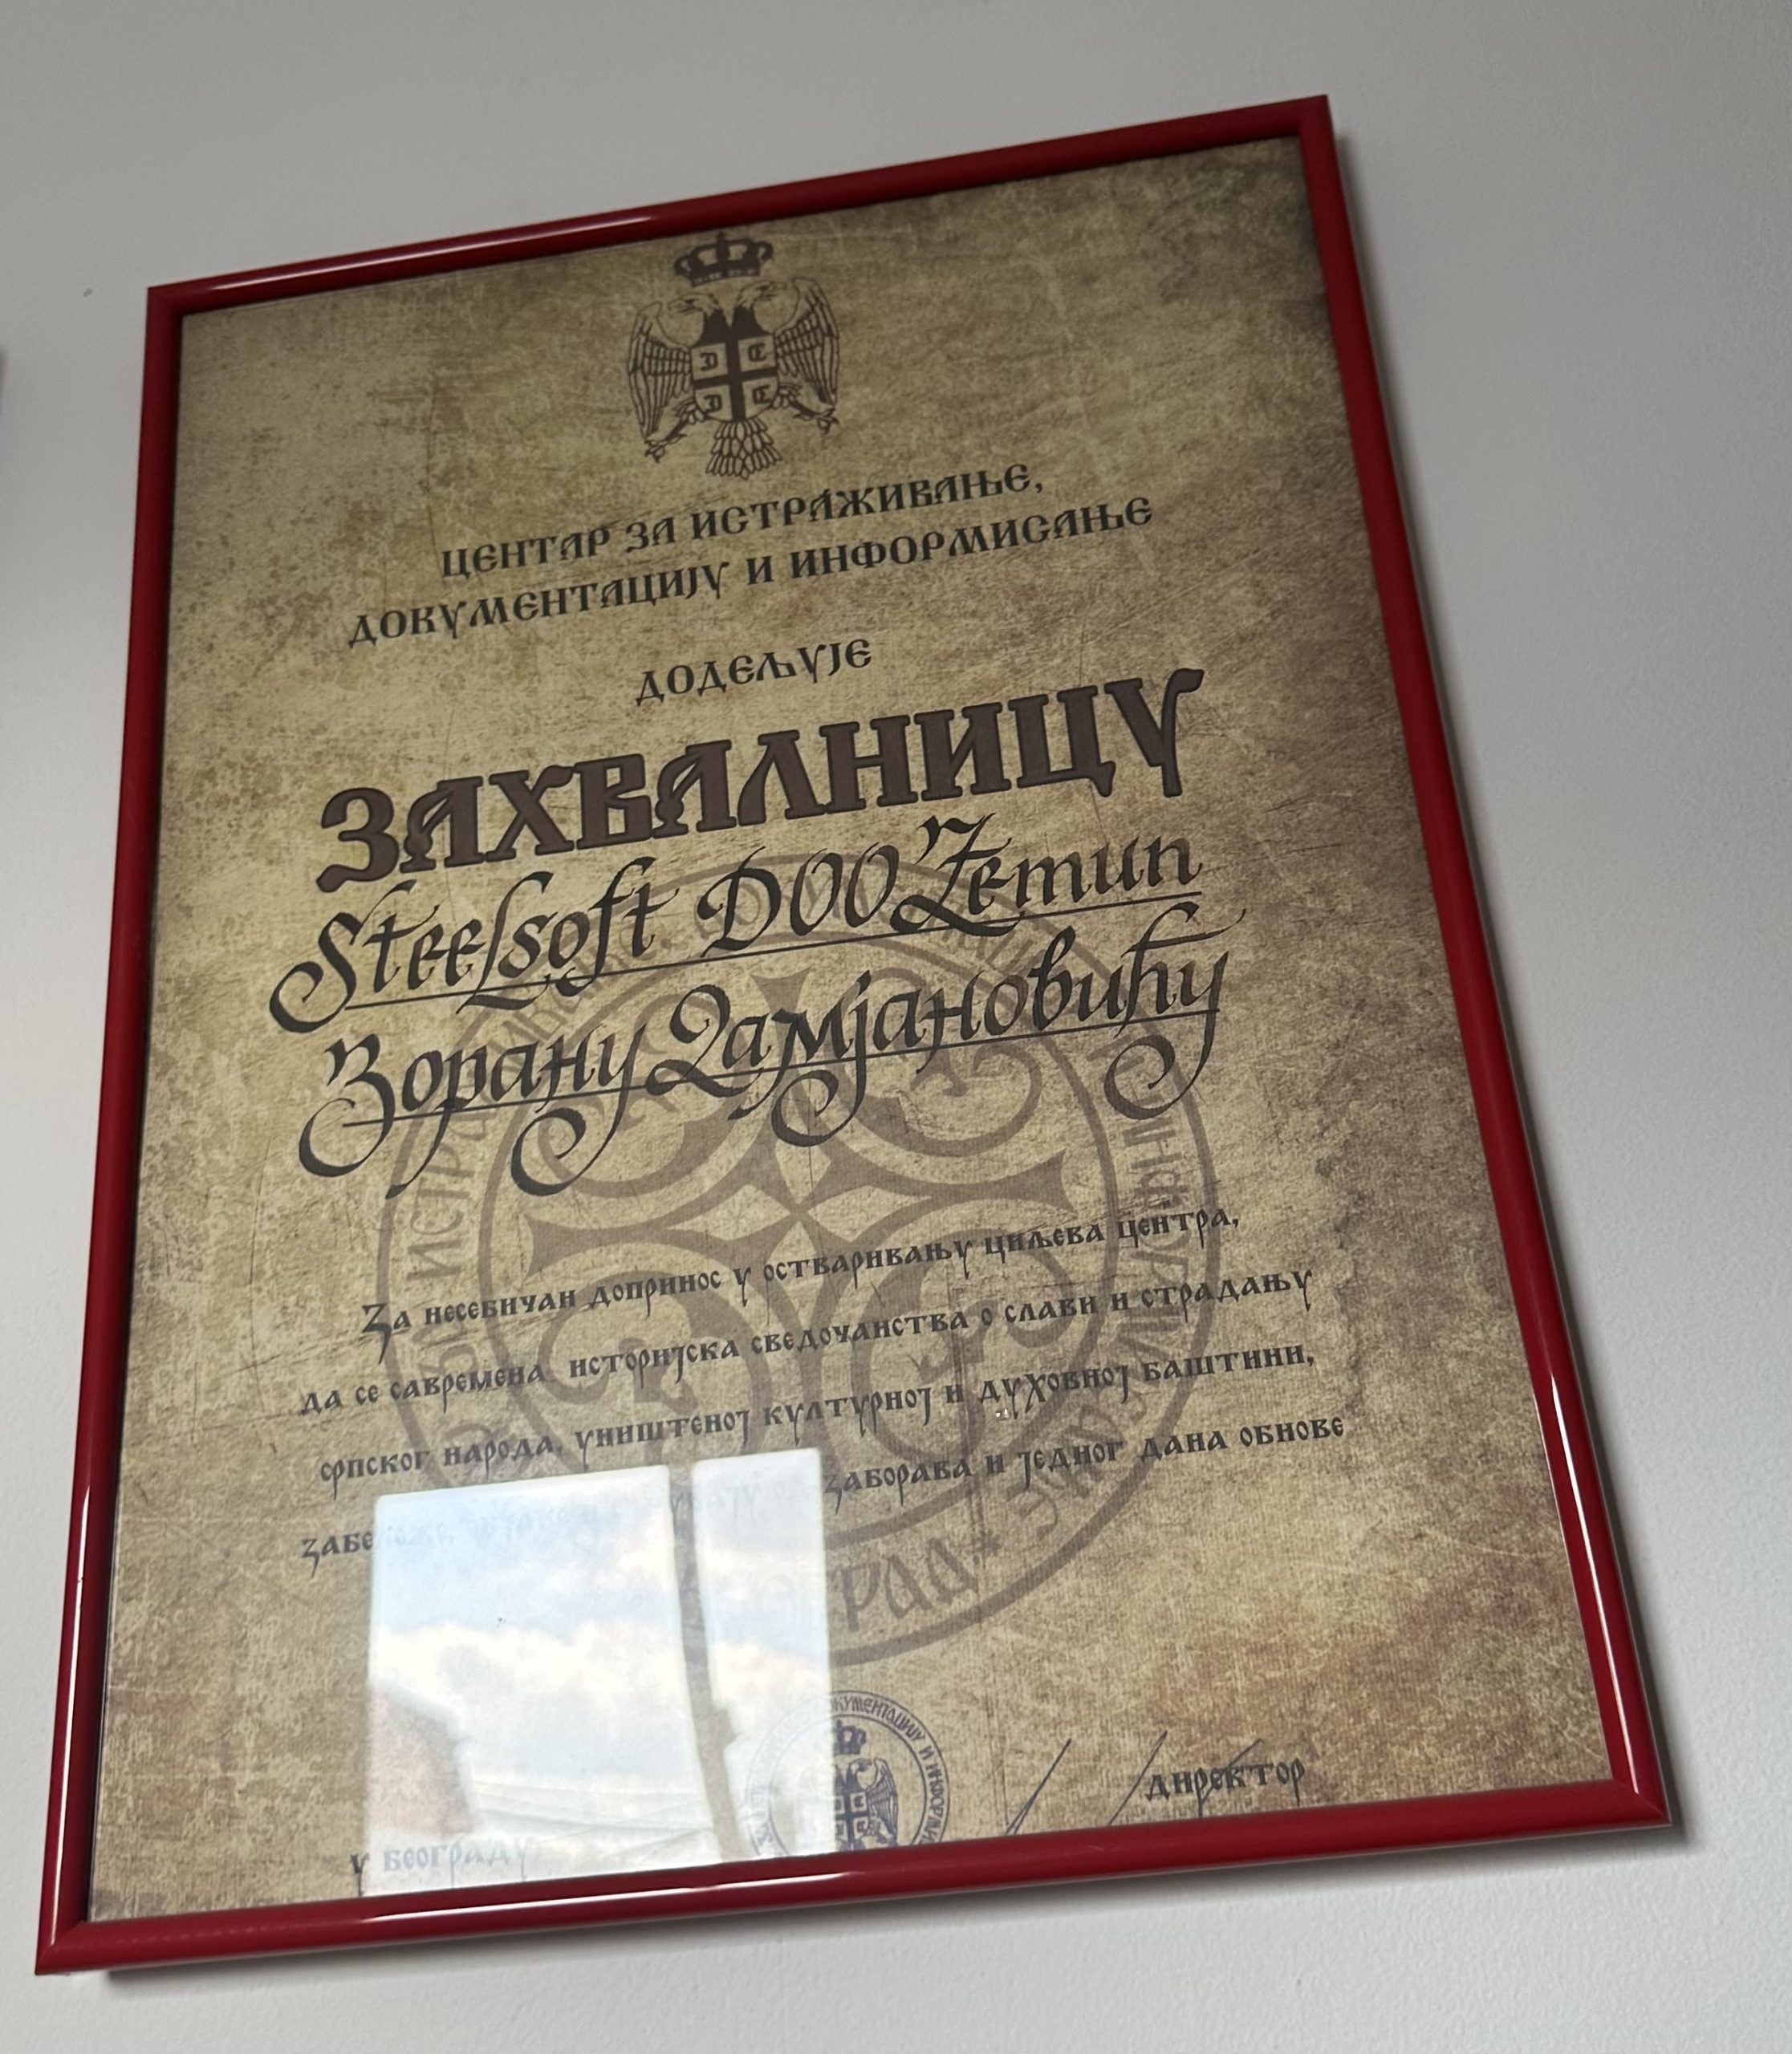 ЦЕНТАР ЗА ИСТРАЖИВАЊЕ,
ДОКУМЕНТАЦИЈУ И ИНФОРМИСАЊЕ
ДОДЕЉУЈЕ
ЗАХВАЛНИЦУ
Steelsoft DOO Zemun
Зорану Дамјановићу
За несебичан допринос у остваривању циљева центра,
да се савремена историјска сведочанства о слави и страдању
српског народа, уништеној културној и духовној баштини,
заборава и једног дана обнове
директор
у Београду